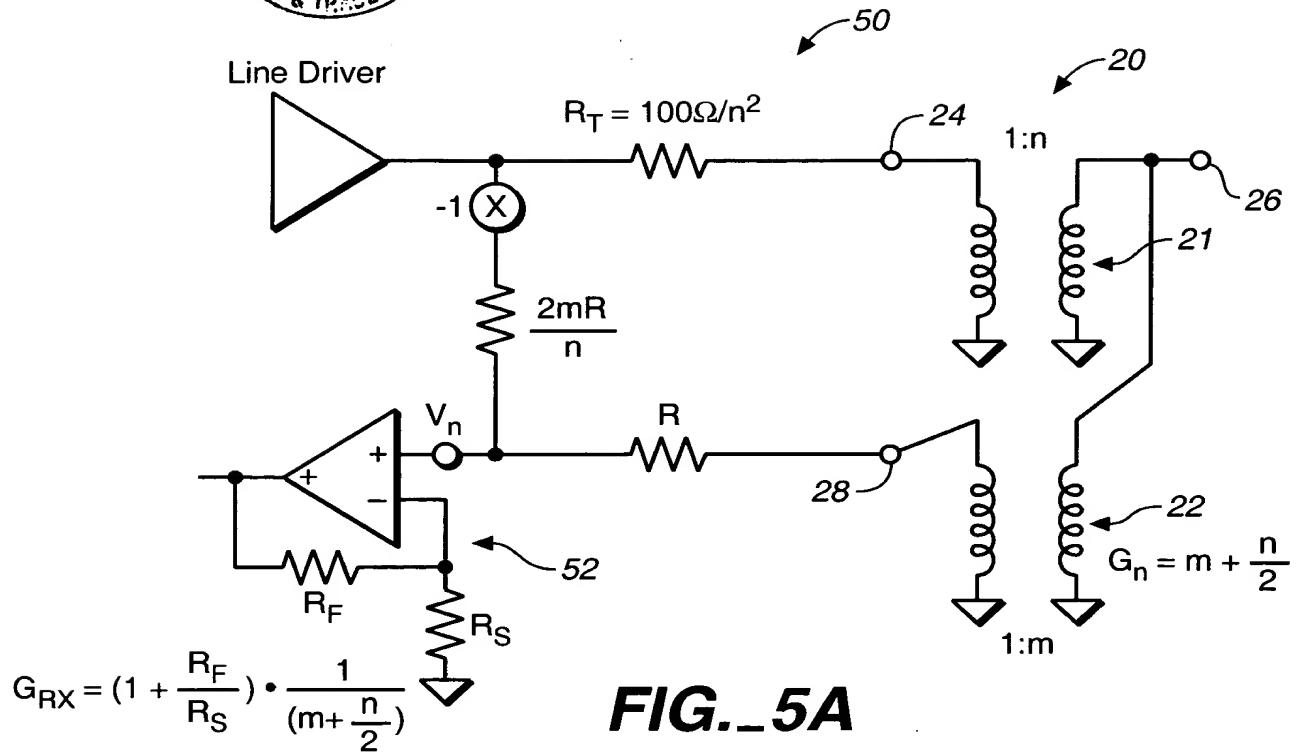 & TRADE
50
20
Line Driver
R_T = 100Ω/n²
24
1:n
26
-1
X
21
2mR
n
V_n
R
+
+
−
28
22
G_n = m + n/2
52
R_F
R_S
1:m
G_RX = (1 + R_F/R_S) • 1/(m+ n/2)
FIG._5A